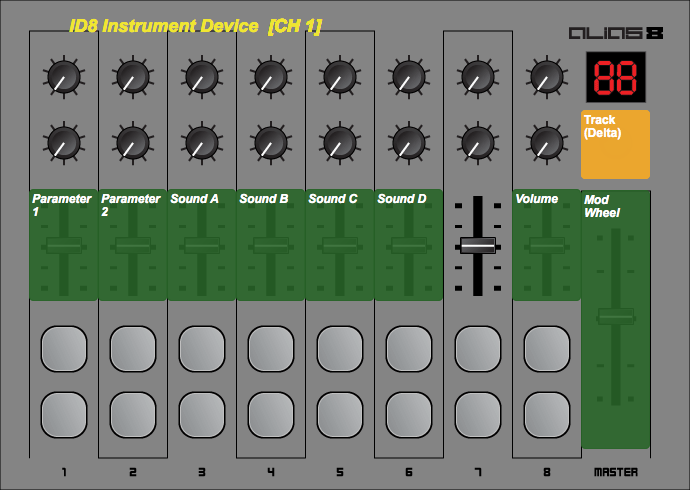 ID8 Instrument Device [CH 1]
ALIAS 8
88
Track
(Delta)
Parameter
1
Parameter
2
Sound A
Sound B
Sound C
Sound D
Volume
Mod
Wheel
1 2 3 4 5 6 7 8 MASTER